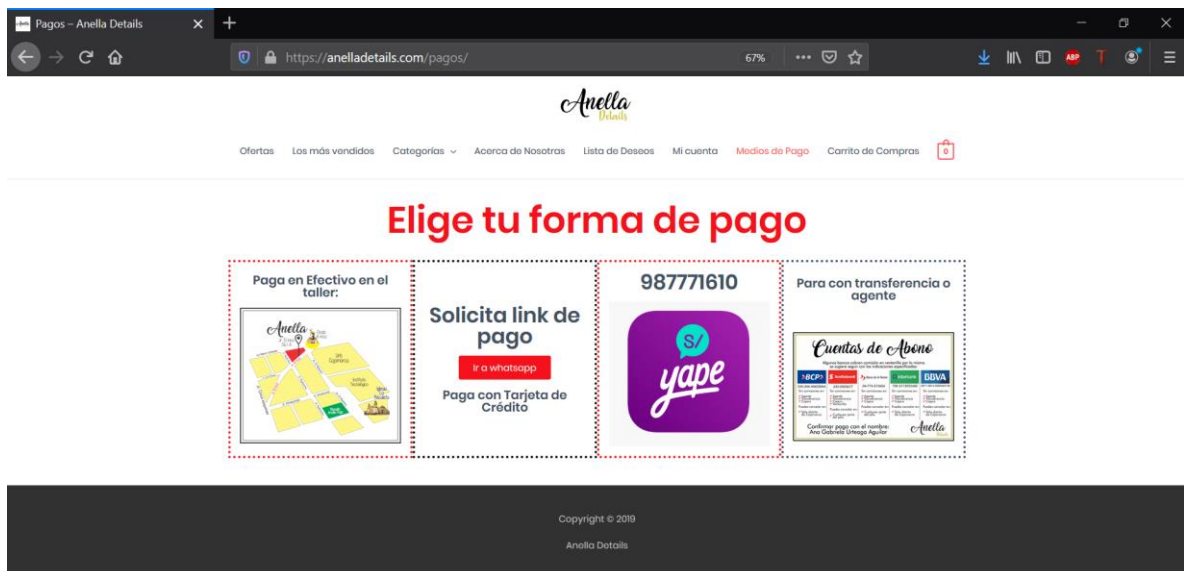 Pagos – Anella Details
https://anelladetails.com/pagos/
67%
ABP
Anella
Details
Ofertas
Los más vendidos
Categorías
Acerca de Nosotras
Lista de Deseos
Mi cuenta
Medios de Pago
Carrito de Compras
0
Elige tu forma de pago
Paga en Efectivo en el
taller:
Anella
Solicita link de
pago
Ir a whatsapp
Paga con Tarjeta de
Crédito
987771610
S/
yape
Para con transferencia o
agente
Cuentas de Abono
BCP
Scotiabank
BBVA
Confirmar pago con el nombre:
Ana Gabriela Urteaga Aguilar
Anella
Copyright © 2019
Anella Details